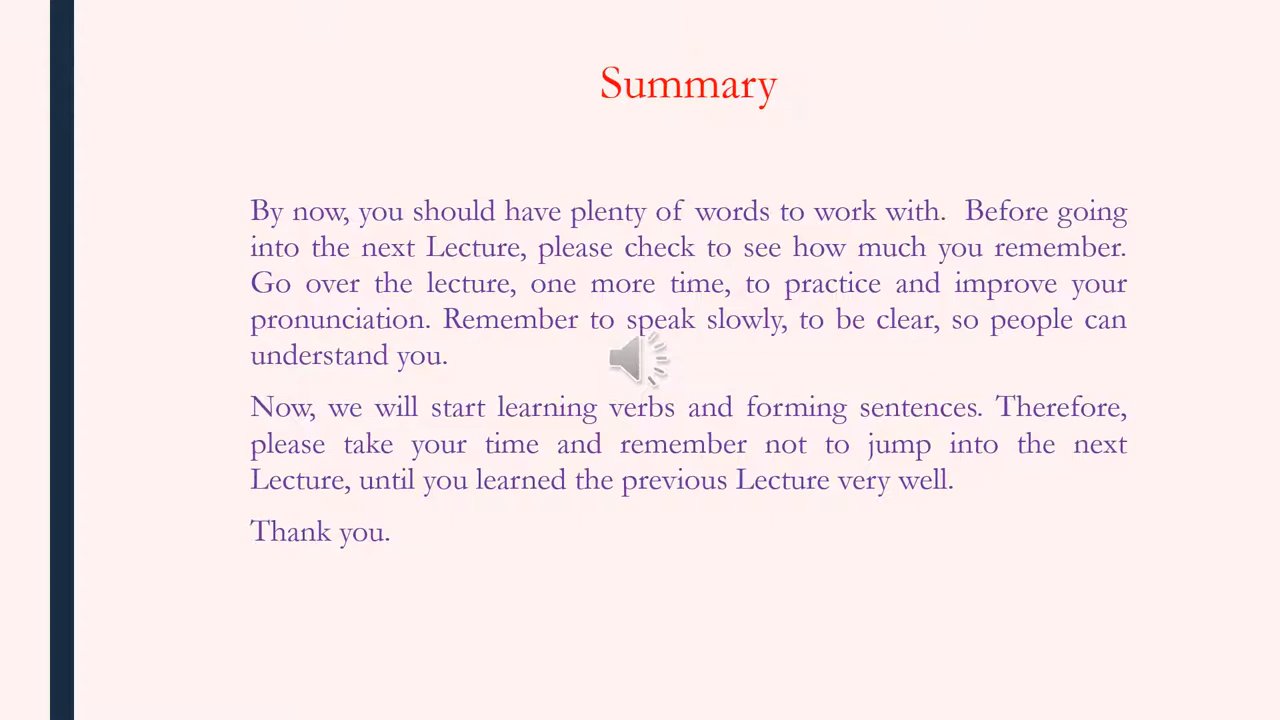 Summary
By now, you should have plenty of words to work with.  Before going
into the next Lecture, please check to see how much you remember.
Go over the lecture, one more time, to practice and improve your
pronunciation. Remember to speak slowly, to be clear, so people can
understand you.
Now, we will start learning verbs and forming sentences. Therefore,
please take your time and remember not to jump into the next
Lecture, until you learned the previous Lecture very well.
Thank you.